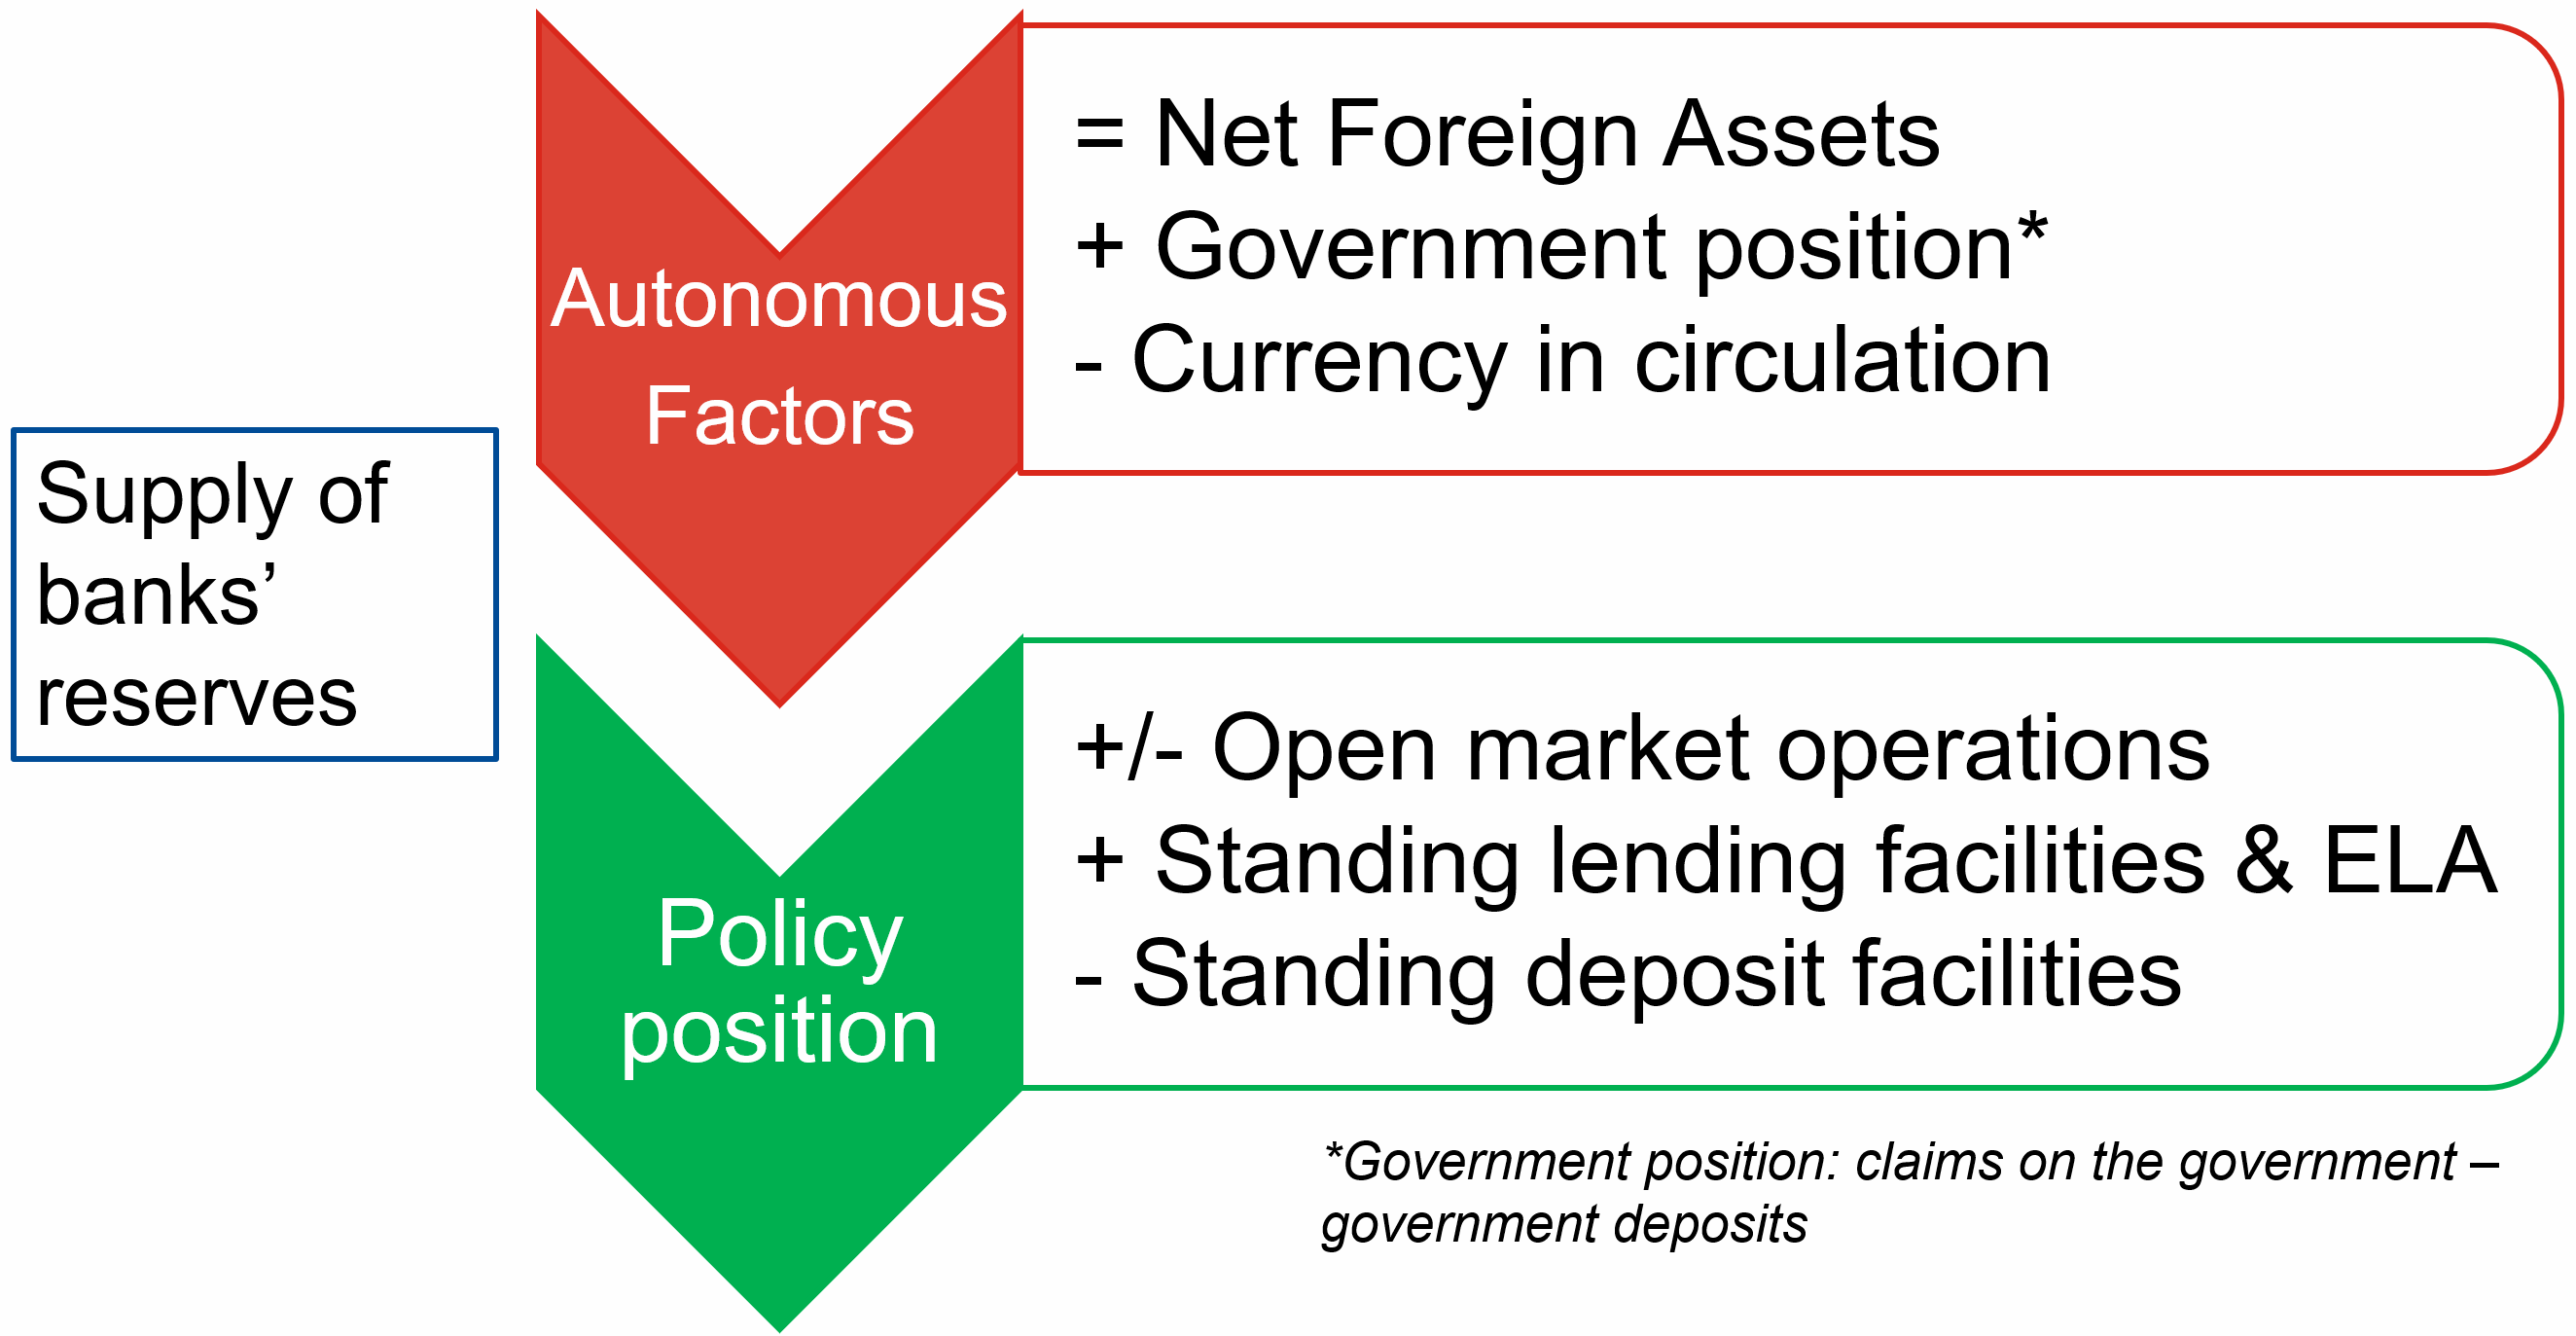 Supply of
banks’
reserves
Autonomous
Factors
= Net Foreign Assets
+ Government position*
- Currency in circulation
Policy
position
+/- Open market operations
+ Standing lending facilities & ELA
- Standing deposit facilities
*Government position: claims on the government –
government deposits